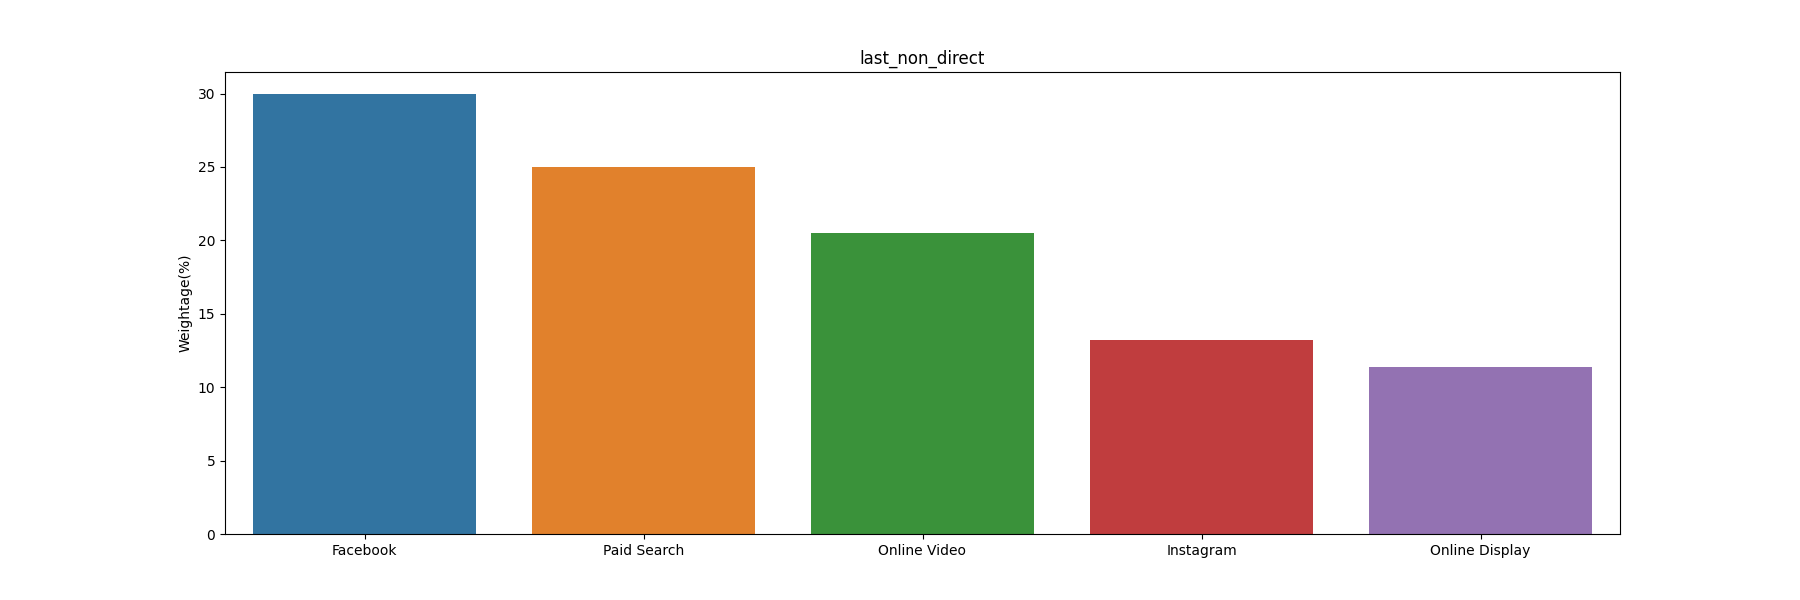 last_non_direct
Weightage(%)
30
25
20
15
10
5
0
Facebook
Paid Search
Online Video
Instagram
Online Display